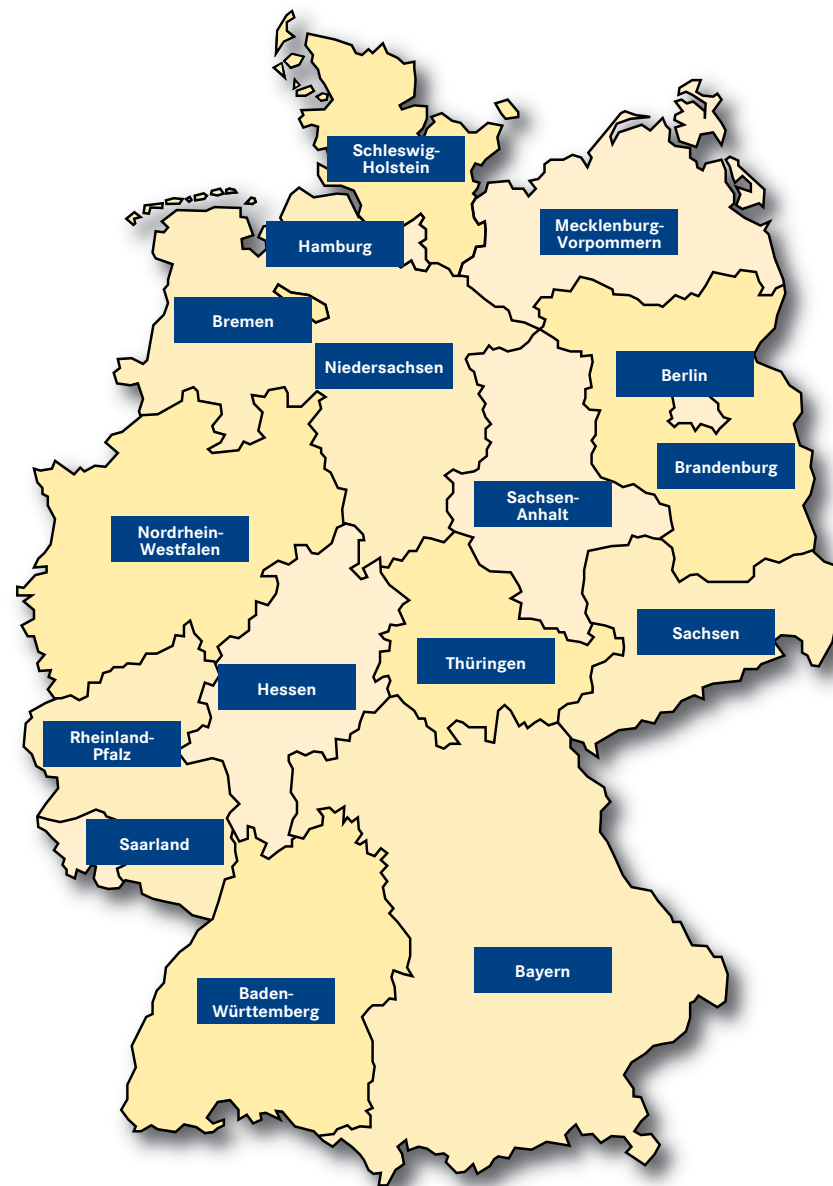 Schleswig-
Holstein
Mecklenburg-
Vorpommern
Hamburg
Bremen
Niedersachsen
Berlin
Brandenburg
Sachsen-
Anhalt
Nordrhein-
Westfalen
Sachsen
Thüringen
Hessen
Rheinland-
Pfalz
Saarland
Bayern
Baden-
Württemberg